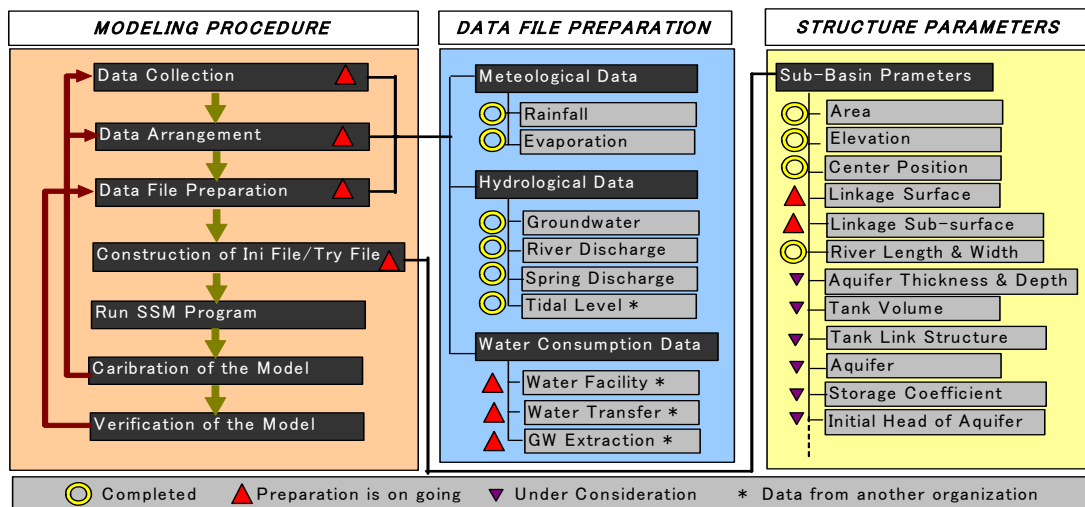 MODELING PROCEDURE
Data Collection
Data Arrangement
Data File Preparation
Construction of Ini File/Try File
Run SSM Program
Caribration of the Model
Verification of the Model
DATA FILE PREPARATION
Meteological Data
Rainfall
Evaporation
Hydrological Data
Groundwater
River Discharge
Spring Discharge
Tidal Level *
Water Consumption Data
Water Facility *
Water Transfer *
GW Extraction *
STRUCTURE PARAMETERS
Sub-Basin Prameters
Area
Elevation
Center Position
Linkage Surface
Linkage Sub-surface
River Length & Width
Aquifer Thickness & Depth
Tank Volume
Tank Link Structure
Aquifer
Storage Coefficient
Initial Head of Aquifer
Completed
Preparation is on going
Under Consideration
* Data from another organization